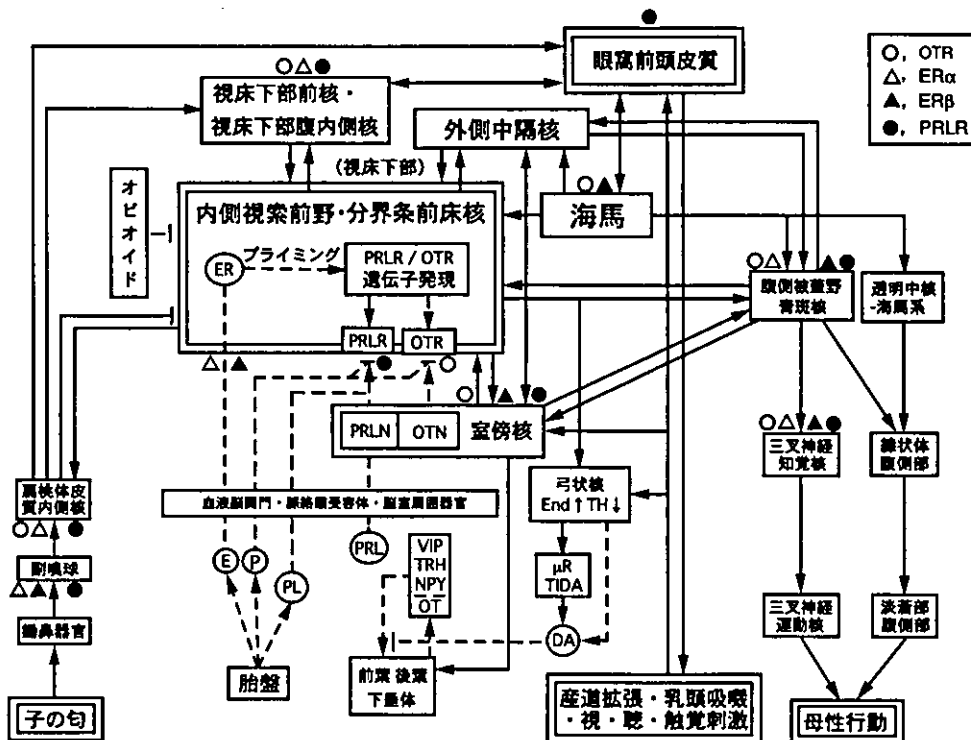 眼窩前頭皮質
OTR
ERα
ERβ
PRLR
視床下部前核・
視床下部腹内側核
外側中隔核
(視床下部)
オピオイド
内側視索前野・分界条前床核
海馬
ER
プライミング
PRLR / OTR
遺伝子発現
PRLR
OTR
腹側被蓋野
青斑核
透明中核
-海馬系
PRLN
OTN
室傍核
三叉神経
知覚核
線状体
腹側部
扁桃体皮
質内側核
血液脳関門・脈絡叢受容体・脳室周囲器官
弓状核
End↑TH↓
E
P
PL
PRL
VIP
TRH
NPY
OT
μR
TIDA
副嗅球
鋤鼻器官
DA
三叉神経
運動核
淡蒼部
腹側部
胎盤
前葉 後葉
下垂体
子の匂
産道拡張・乳頭吸啜
・視・聴・触覚刺激
母性行動